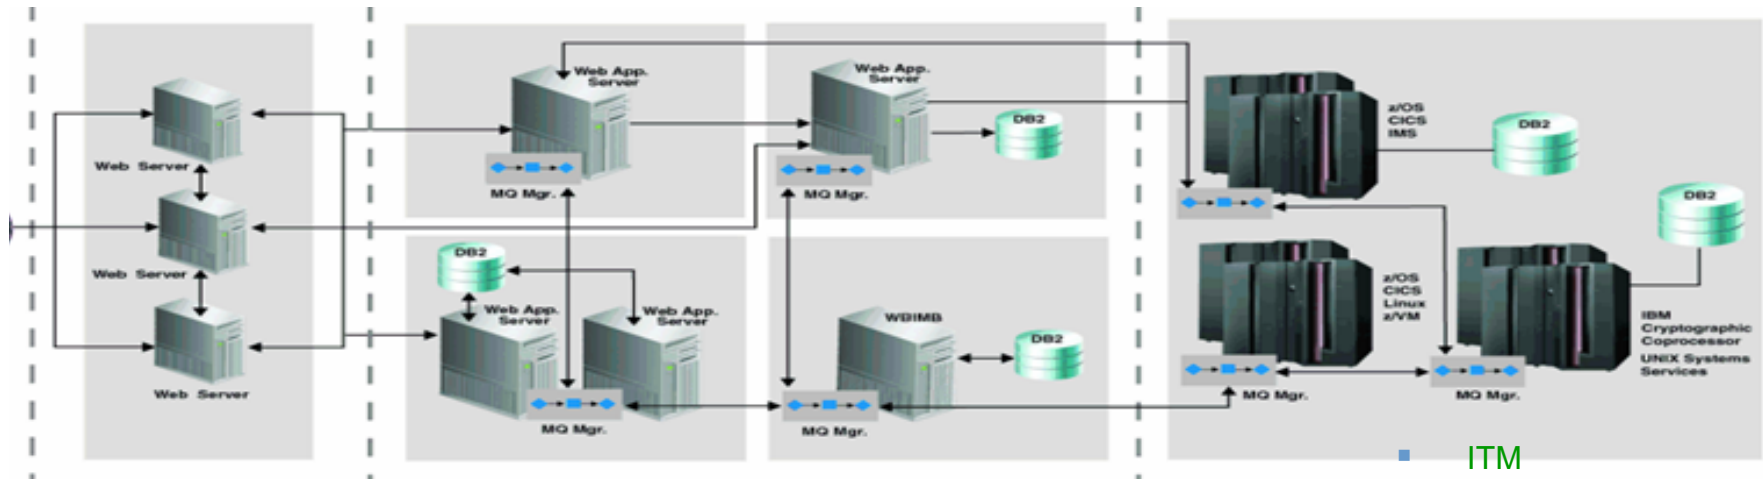 Web Server
Web Server
Web Server
Web App.
Server
MQ Mgr.
Web App.
Server
DB2
MQ Mgr.
DB2
Web App.
Server
Web App.
Server
MQ Mgr.
WBIMB
DB2
MQ Mgr.
z/OS
CICS
IMS
DB2
DB2
z/OS
CICS
Linux
z/VM
MQ Mgr.
IBM
Cryptographic
Coprocessor
UNIX Systems
Services
MQ Mgr.
ITM